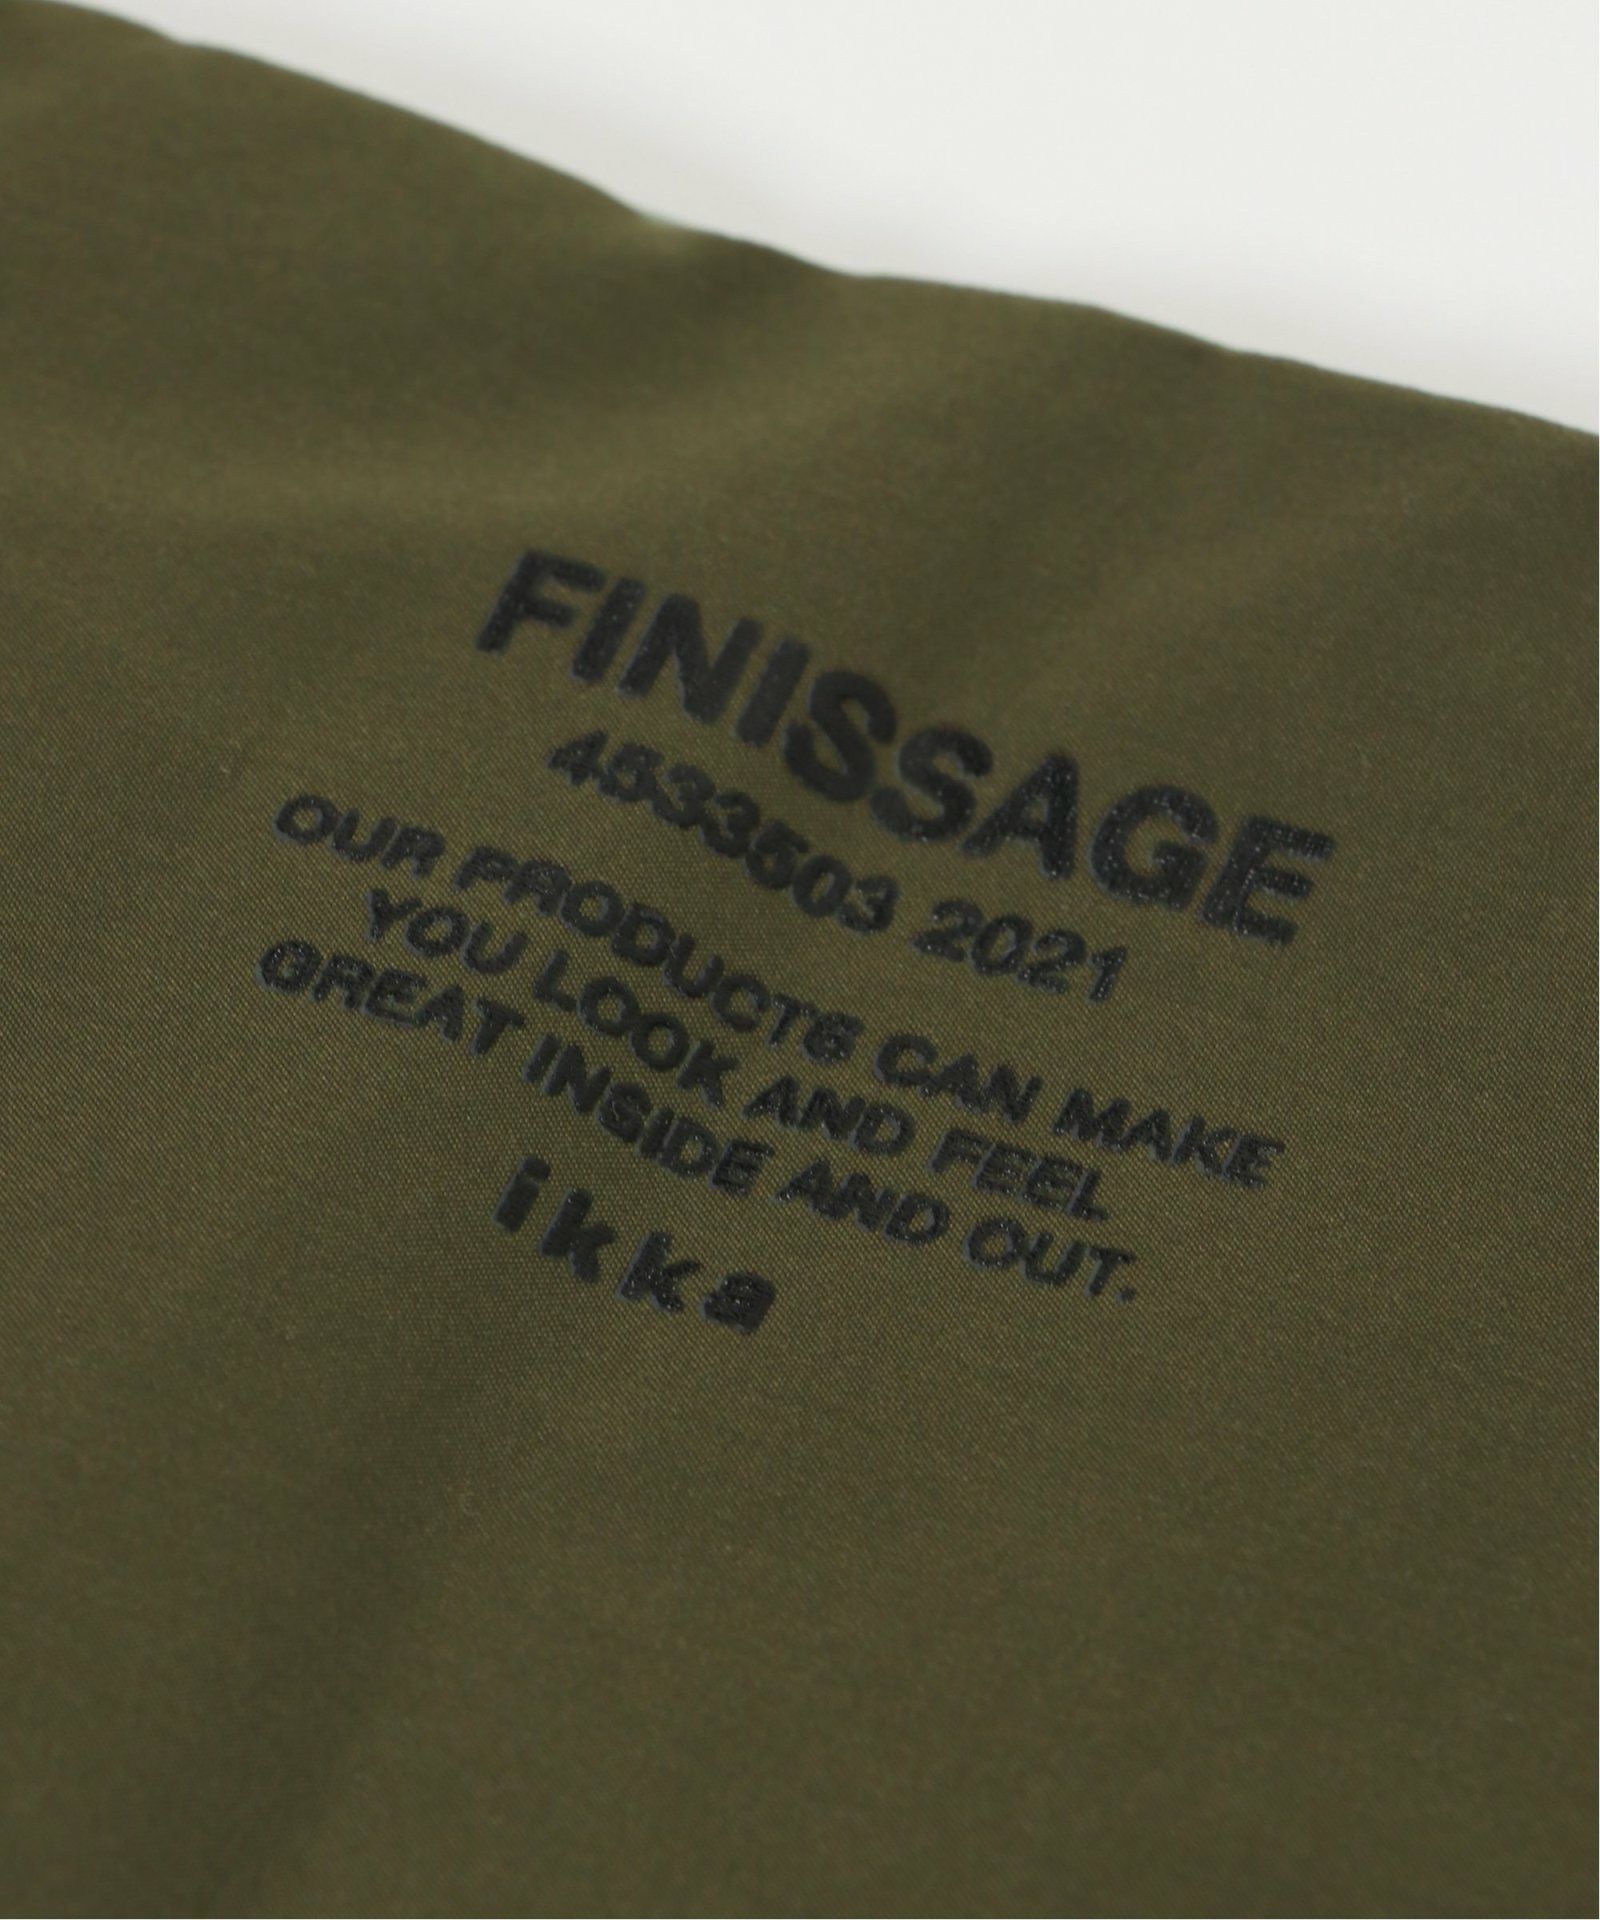 FINISSAGE
4533503 2021
OUR PRODUCTS CAN MAKE
YOU LOOK AND FEEL
GREAT INSIDE AND OUT.
ikka